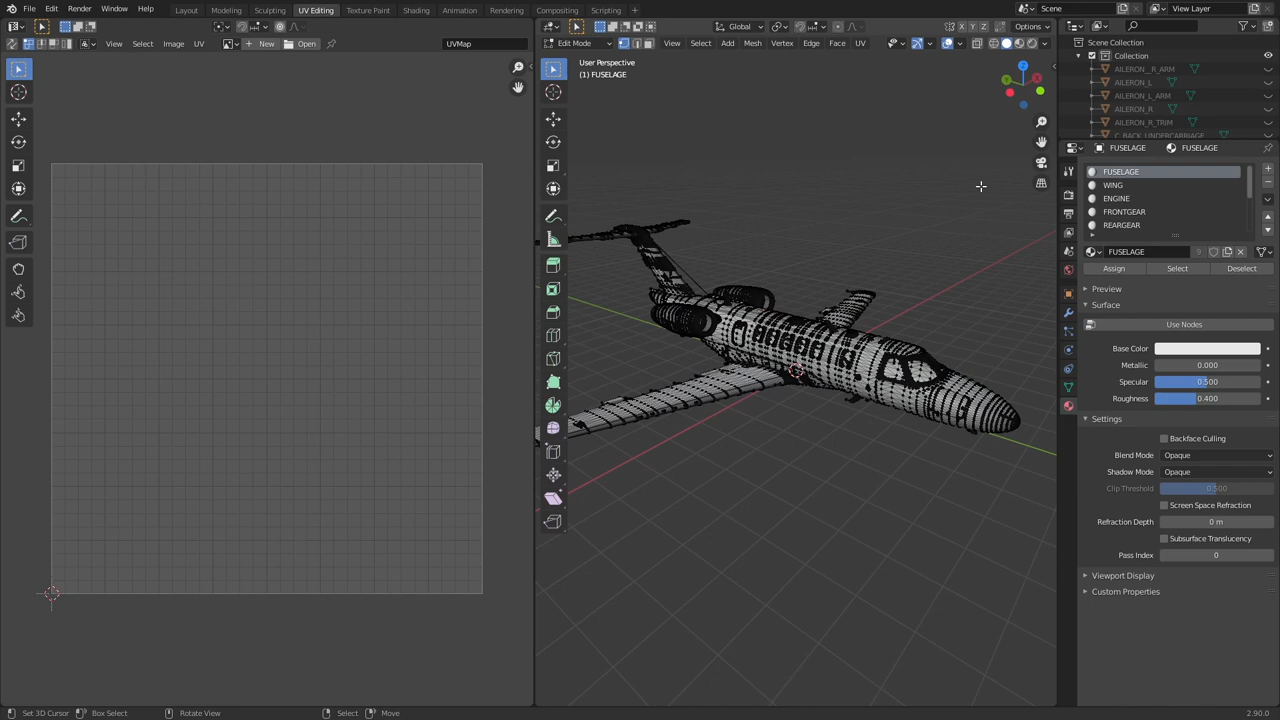 File Edit Render Window Help Layout Modeling Sculpting UV Editing Texture Paint Shading Animation Rendering Compositing Scripting + Scene View Layer
Global X Y Z Options
View Select Image UV + New Open UVMap
Edit Mode View Select Add Mesh Vertex Edge Face UV
User Perspective
(1) FUSELAGE
Scene Collection
Collection
AILERON__R_ARM
AILERON_L
AILERON_L_ARM
AILERON_R
AILERON_R_TRIM
C_BACK_UNDERCARRIAGE
FUSELAGE FUSELAGE
FUSELAGE
WING
ENGINE
FRONTGEAR
REARGEAR
FUSELAGE 9
Assign Select Deselect
Preview
Surface
Use Nodes
Base Color
Metallic 0.000
Specular 0.500
Roughness 0.400
Settings
Backface Culling
Blend Mode Opaque
Shadow Mode Opaque
Clip Threshold 0.500
Screen Space Refraction
Refraction Depth 0 m
Subsurface Translucency
Pass Index 0
Viewport Display
Custom Properties
Set 3D Cursor Box Select Rotate View Select Move 2.90.0